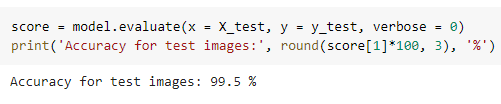 score = model.evaluate(x = X_test, y = y_test, verbose = 0)
print('Accuracy for test images:', round(score[1]*100, 3), '%')
Accuracy for test images: 99.5 %